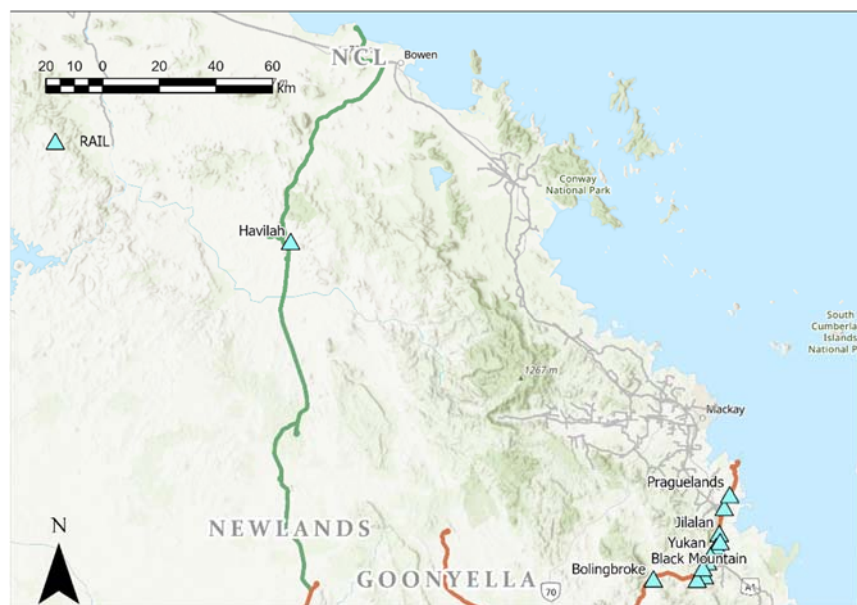 NCL
Bowen
20 10 0 20 40 60
km
RAIL
Conway
National Park
Havilah
South
Cumberla
Islands
National P
1267 m
Mackay
Praguelands
Jilalan
NEWLANDS
Yukan
Black Mountain
Bolingbroke
GOONYELLA
70
A1
N